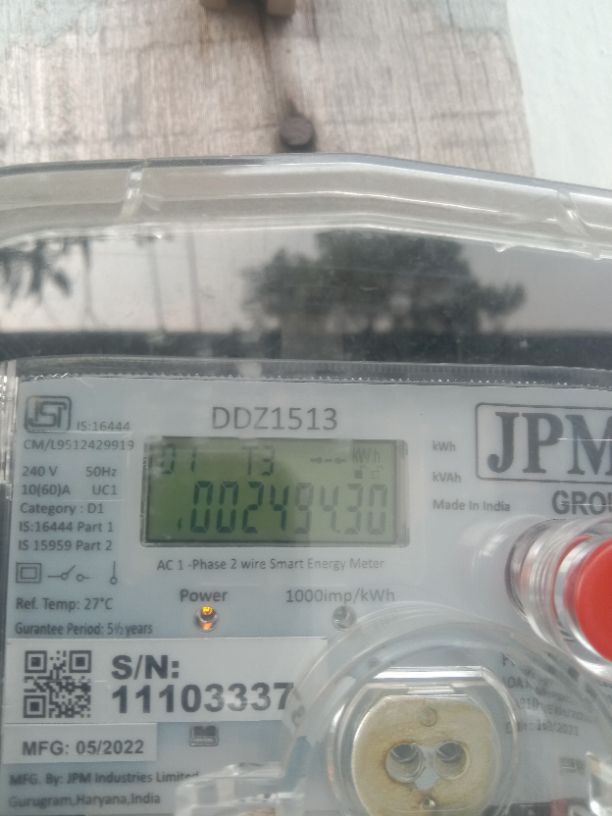 IS:16444
CM/L9512429919
240 V 50Hz
10(60)A UC1
Category : D1
IS:16444 Part 1
IS 15959 Part 2
Ref. Temp: 27°C
Gurantee Period: 5½ years
DDZ1513
01 T3 kWh
002494.30
AC 1 -Phase 2 wire Smart Energy Meter
Power 1000imp/kWh
kWh
kVAh
Made In India
JPM
GROU
S/N:
11103337
MFG: 05/2022
MFG. By: JPM Industries Limited
Gurugram,Haryana,India